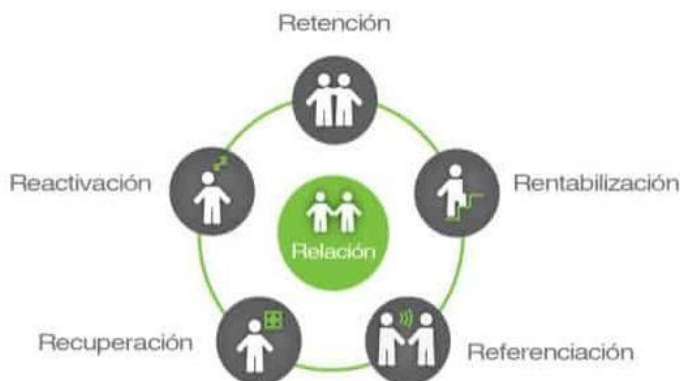 Retención
Reactivación
Rentabilización
Relación
Recuperación
Referenciación